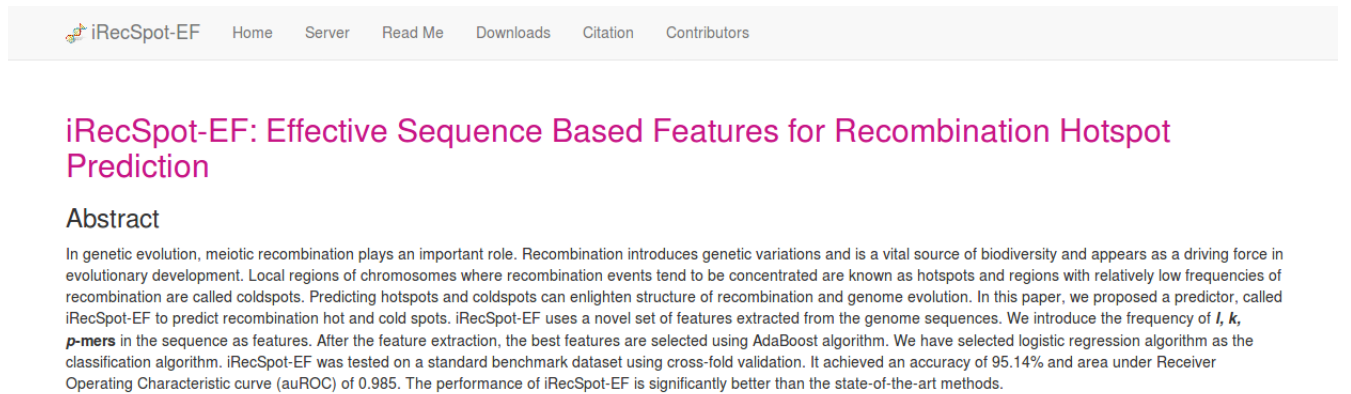 iRecSpot-EF Home Server Read Me Downloads Citation Contributors
iRecSpot-EF: Effective Sequence Based Features for Recombination Hotspot
Prediction
Abstract
In genetic evolution, meiotic recombination plays an important role. Recombination introduces genetic variations and is a vital source of biodiversity and appears as a driving force in
evolutionary development. Local regions of chromosomes where recombination events tend to be concentrated are known as hotspots and regions with relatively low frequencies of
recombination are called coldspots. Predicting hotspots and coldspots can enlighten structure of recombination and genome evolution. In this paper, we proposed a predictor, called
iRecSpot-EF to predict recombination hot and cold spots. iRecSpot-EF uses a novel set of features extracted from the genome sequences. We introduce the frequency of l, k,
p-mers in the sequence as features. After the feature extraction, the best features are selected using AdaBoost algorithm. We have selected logistic regression algorithm as the
classification algorithm. iRecSpot-EF was tested on a standard benchmark dataset using cross-fold validation. It achieved an accuracy of 95.14% and area under Receiver
Operating Characteristic curve (auROC) of 0.985. The performance of iRecSpot-EF is significantly better than the state-of-the-art methods.